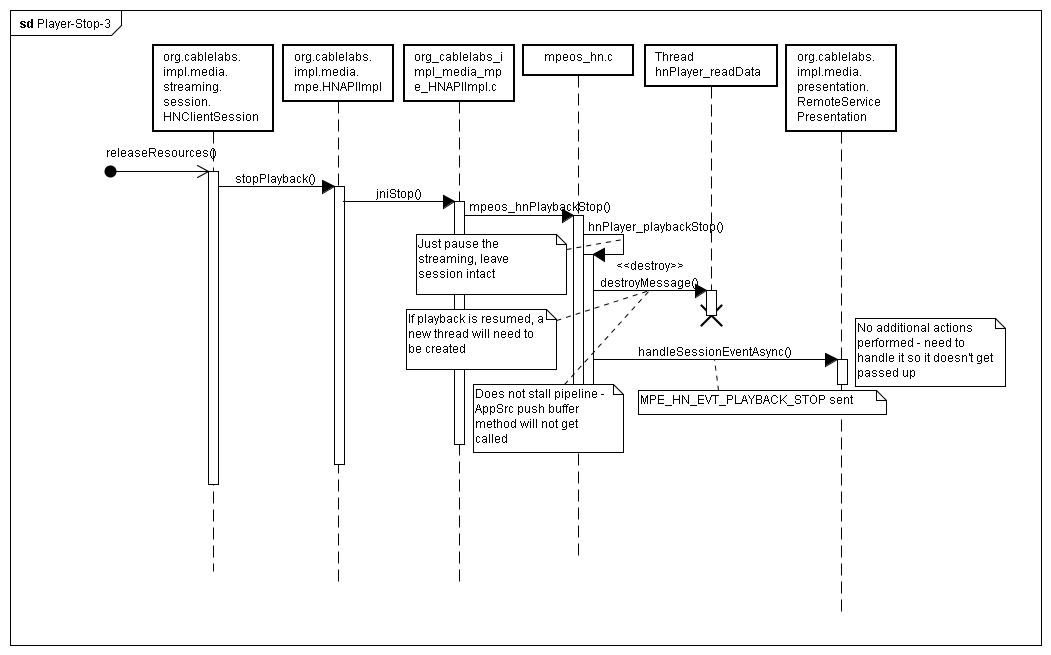 sd Player-Stop-3
org.cablelabs.
impl.media.
streaming.
session.
HNClientSession
org.cablelabs.
impl.media.
mpe.HNAPIImpl
org_cablelabs_i
mpl_media_mp
e_HNAPIImpl.c
mpeos_hn.c
Thread
hnPlayer_readData
org.cablelabs.
impl.media.
presentation.
RemoteService
Presentation
releaseResources()
stopPlayback()
jniStop()
mpeos_hnPlaybackStop()
hnPlayer_playbackStop()
Just pause the
streaming, leave
session intact
<<destroy>>
destroyMessage()
If playback is resumed, a
new thread will need to
be created
No additional actions
performed - need to
handle it so it doesn't get
passed up
handleSessionEventAsync()
Does not stall pipeline -
AppSrc push buffer
method will not get
called
MPE_HN_EVT_PLAYBACK_STOP sent